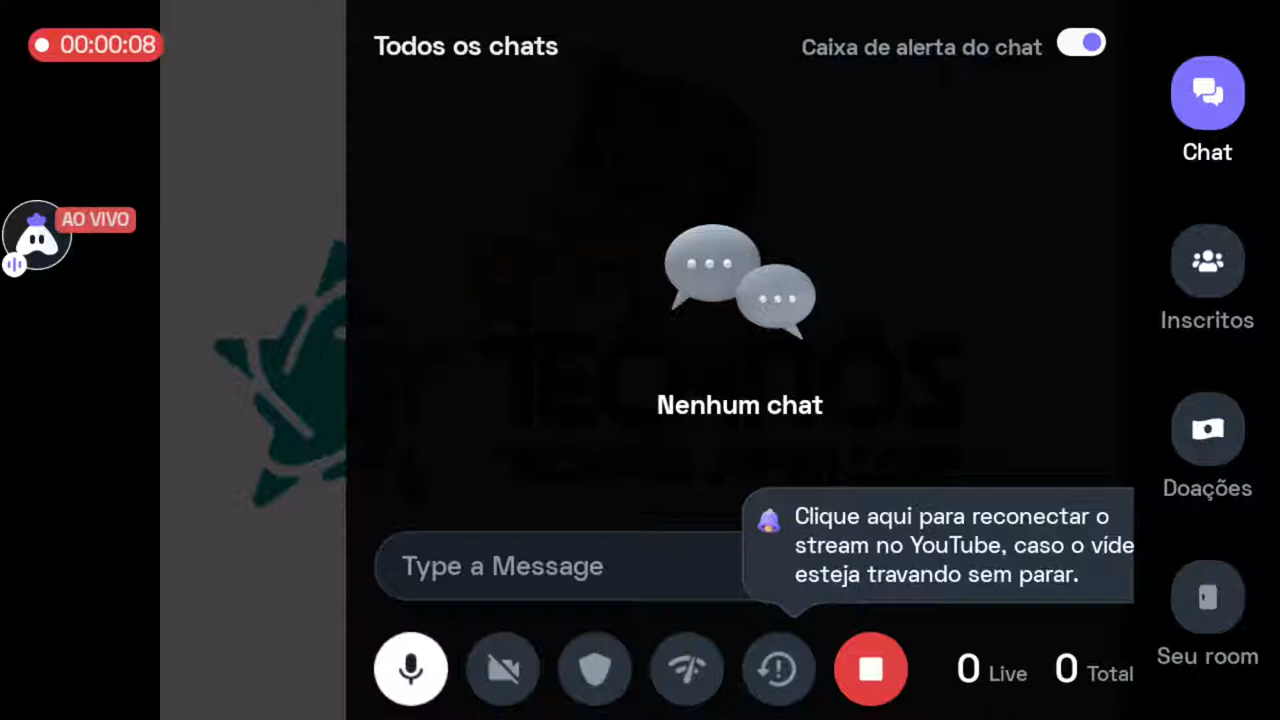 00:00:08
Todos os chats
Caixa de alerta do chat
Chat
AO VIVO
Inscritos
Nenhum chat
Doações
Clique aqui para reconectar o
stream no YouTube, caso o víde
esteja travando sem parar.
Type a Message
Seu room
0 Live
0 Total